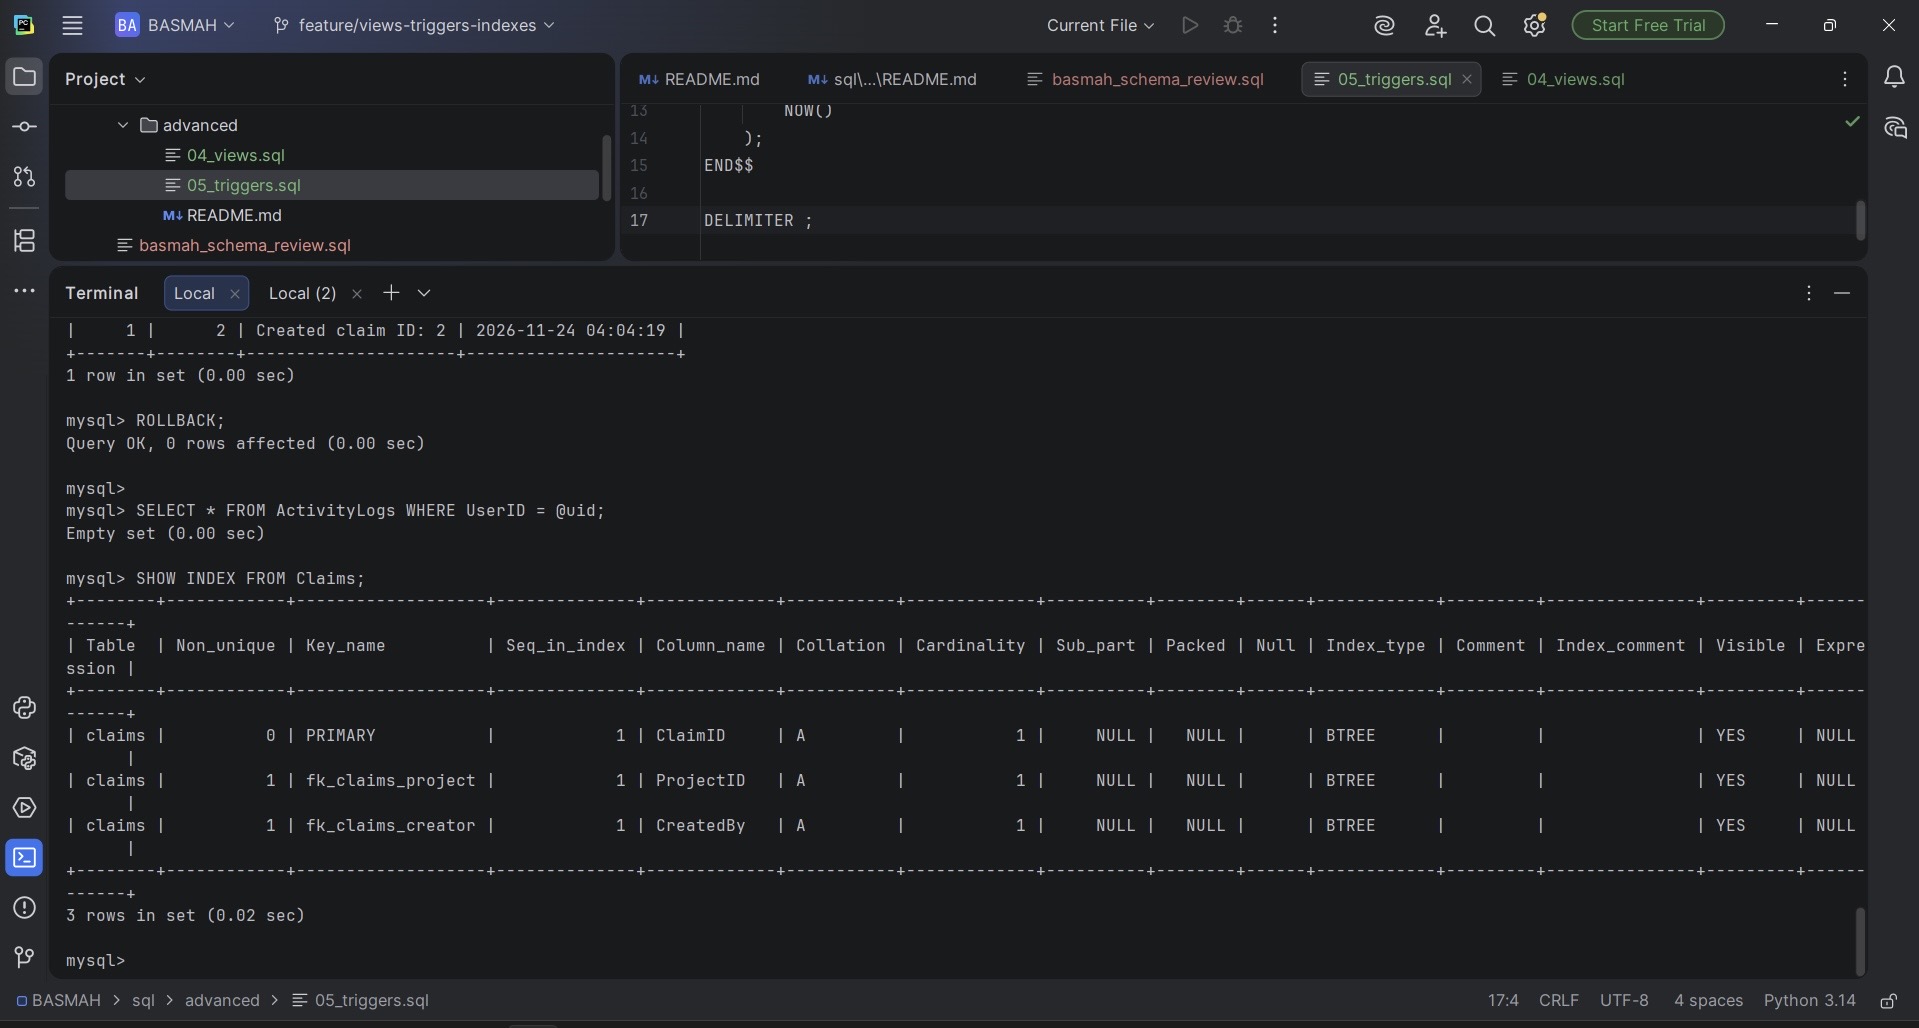 BA BASMAH feature/views-triggers-indexes Current File Start Free Trial
Project
advanced
04_views.sql
05_triggers.sql
M↓ README.md
basmah_schema_review.sql
M↓ README.md M↓ sql\...\README.md basmah_schema_review.sql 05_triggers.sql 04_views.sql
13 NOW()
14 );
15 END$$
16
17 DELIMITER ;
Terminal Local Local (2)
|     1 |      2 | Created claim ID: 2 | 2026-11-24 04:04:19 |
+-------+--------+---------------------+---------------------+
1 row in set (0.00 sec)
mysql> ROLLBACK;
Query OK, 0 rows affected (0.00 sec)
mysql>
mysql> SELECT * FROM ActivityLogs WHERE UserID = @uid;
Empty set (0.00 sec)
mysql> SHOW INDEX FROM Claims;
+--------+------------+-------------------+--------------+-------------+-----------+-------------+----------+--------+------+------------+---------+---------------+---------+------
------+
| Table  | Non_unique | Key_name          | Seq_in_index | Column_name | Collation | Cardinality | Sub_part | Packed | Null | Index_type | Comment | Index_comment | Visible | Expre
ssion |
+--------+------------+-------------------+--------------+-------------+-----------+-------------+----------+--------+------+------------+---------+---------------+---------+------
------+
| claims |          0 | PRIMARY           |            1 | ClaimID     | A         |           1 |     NULL |   NULL |      | BTREE      |         |               | YES     | NULL
      |
| claims |          1 | fk_claims_project |            1 | ProjectID   | A         |           1 |     NULL |   NULL |      | BTREE      |         |               | YES     | NULL
      |
| claims |          1 | fk_claims_creator |            1 | CreatedBy   | A         |           1 |     NULL |   NULL |      | BTREE      |         |               | YES     | NULL
      |
+--------+------------+-------------------+--------------+-------------+-----------+-------------+----------+--------+------+------------+---------+---------------+---------+------
------+
3 rows in set (0.02 sec)
mysql>
BASMAH > sql > advanced > 05_triggers.sql 17:4 CRLF UTF-8 4 spaces Python 3.14